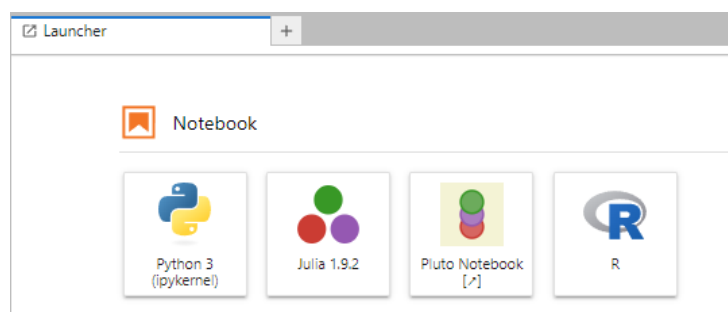 Launcher
Notebook
Python 3
(ipykernel)
Julia 1.9.2
Pluto Notebook
[↗]
R